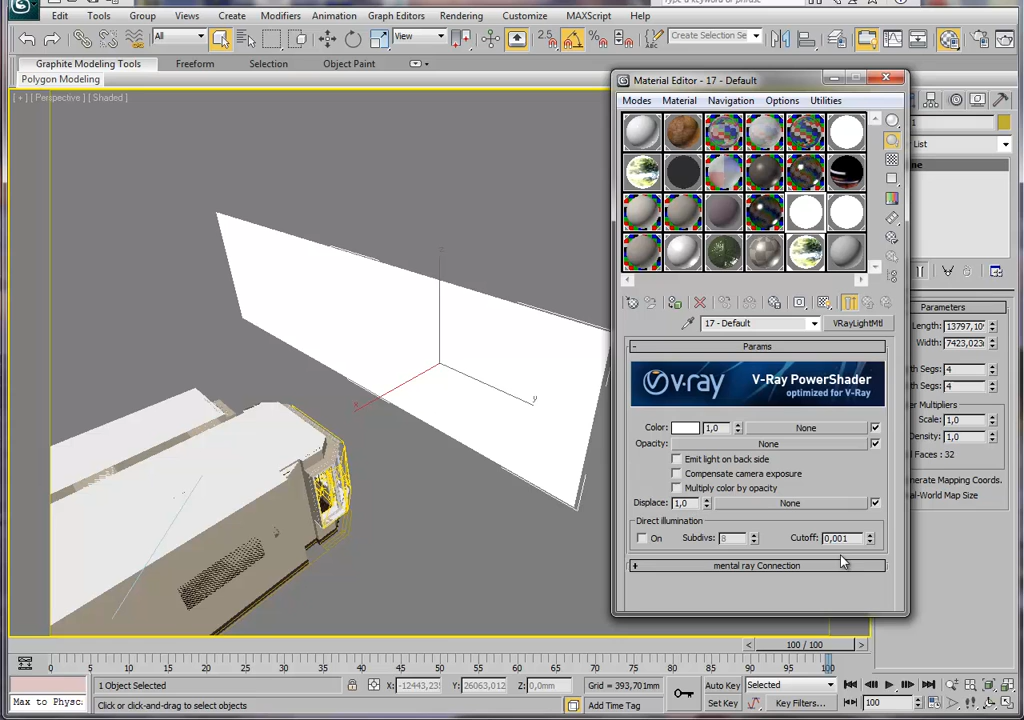 Edit Tools Group Views Create Modifiers Animation Graph Editors Rendering Customize MAXScript Help
All View 2.5 Create Selection Se
Graphite Modeling Tools Freeform Selection Object Paint
Polygon Modeling
[ + ] [ Perspective ] [ Shaded ]
Material Editor - 17 - Default
Modes Material Navigation Options Utilities
1
List
17 - Default VRayLightMtl
- Params
V·ray V-Ray PowerShader
optimized for V-Ray
Color: 1,0 None
Opacity: None
Emit light on back side
Compensate camera exposure
Multiply color by opacity
Displace: 1,0 None
Direct illumination
On Subdivs: 8 Cutoff: 0,001
+ mental ray Connection
Parameters
Length: 13797,10
Width: 7423,023
th Segs: 4
th Segs: 4
er Multipliers
Scale: 1,0
Density: 1,0
Faces : 32
enerate Mapping Coords.
al-World Map Size
z
x
y
< 100 / 100 >
0 5 10 15 20 25 30 35 40 45 50 55 60 65 70 75 80 85 90 95 100
1 Object Selected X: -12443,23 Y: 26063,012 Z: 0,0mm Grid = 393,701mm Auto Key Selected
Max to Physc. Click or click-and-drag to select objects Add Time Tag Set Key Key Filters... 100